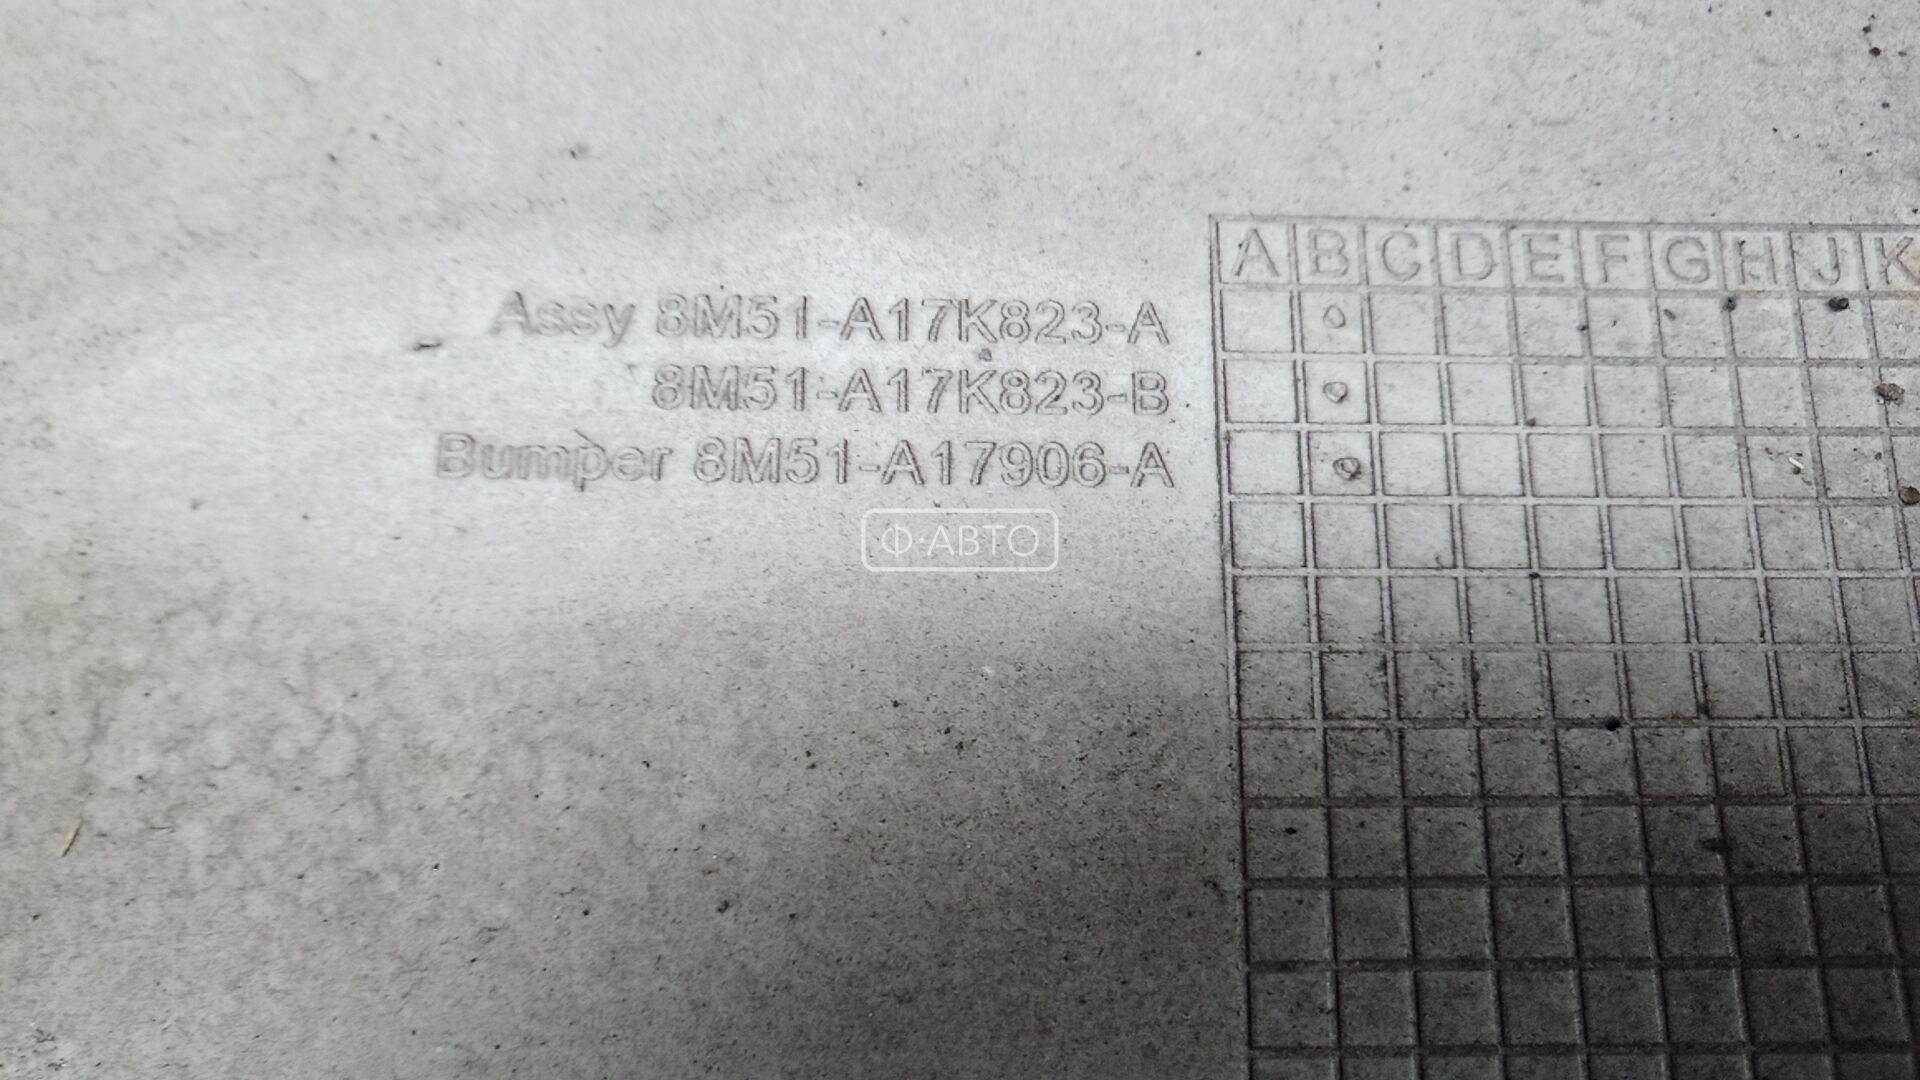 Assy 8M51-A17K823-A
8M51-A17K823-B
Bumper 8M51-A17906-A
A B C D E F G H J K
Ф·АВТО